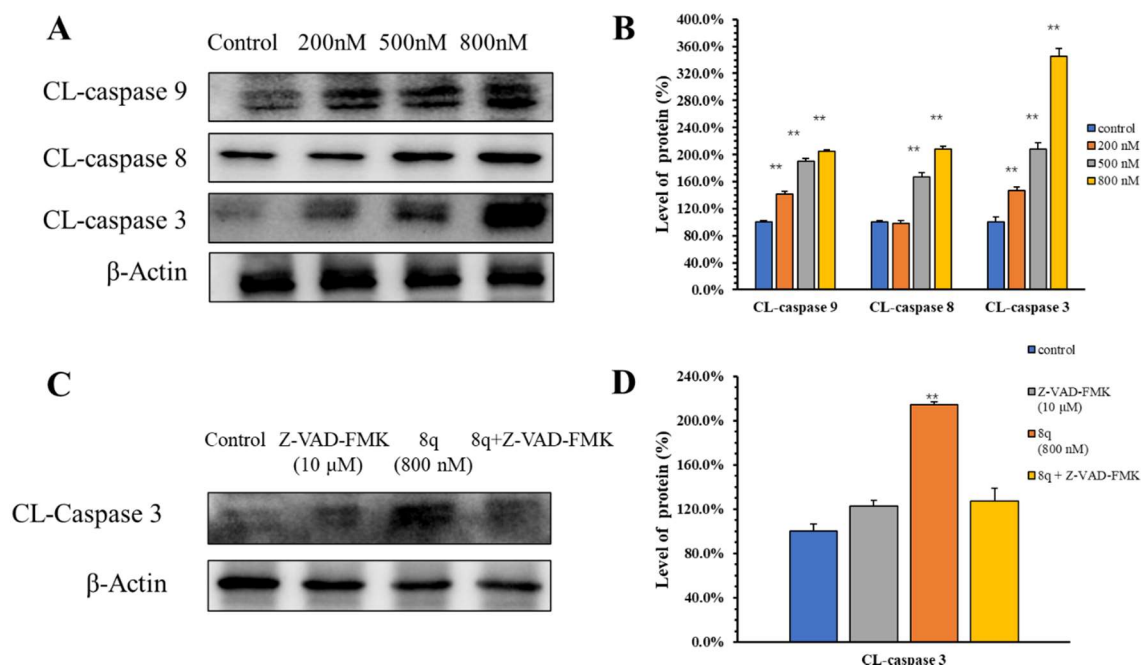 A
Control 200nM 500nM 800nM
CL-caspase 9
CL-caspase 8
CL-caspase 3
β-Actin
B
Level of protein (%)
400.0%
360.0%
320.0%
280.0%
240.0%
200.0%
160.0%
120.0%
80.0%
40.0%
0.0%
** ** **
** **
** ** **
CL-caspase 9 CL-caspase 8 CL-caspase 3
control
200 nM
500 nM
800 nM
C
Control Z-VAD-FMK 8q 8q+Z-VAD-FMK
(10 μM) (800 nM)
CL-Caspase 3
β-Actin
D
Level of protein (%)
240.0%
200.0%
160.0%
120.0%
80.0%
40.0%
0.0%
**
CL-caspase 3
control
Z-VAD-FMK
(10 μM)
8q
(800 nM)
8q + Z-VAD-FMK